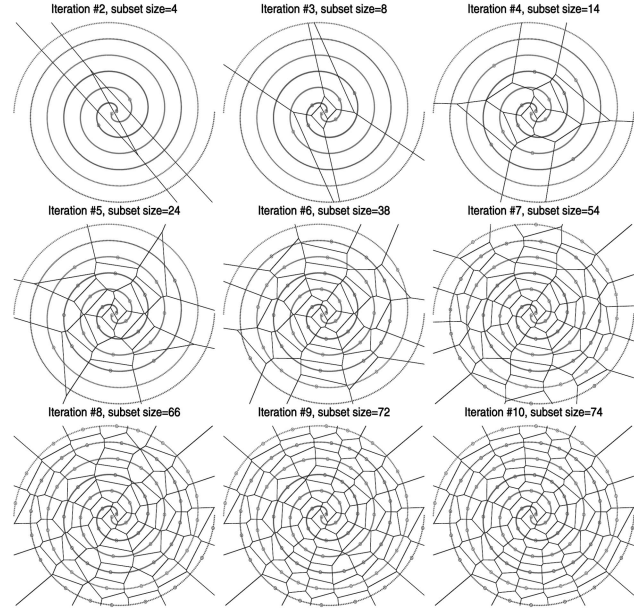 Iteration #2, subset size=4
Iteration #3, subset size=8
Iteration #4, subset size=14
Iteration #5, subset size=24
Iteration #6, subset size=38
Iteration #7, subset size=54
Iteration #8, subset size=66
Iteration #9, subset size=72
Iteration #10, subset size=74